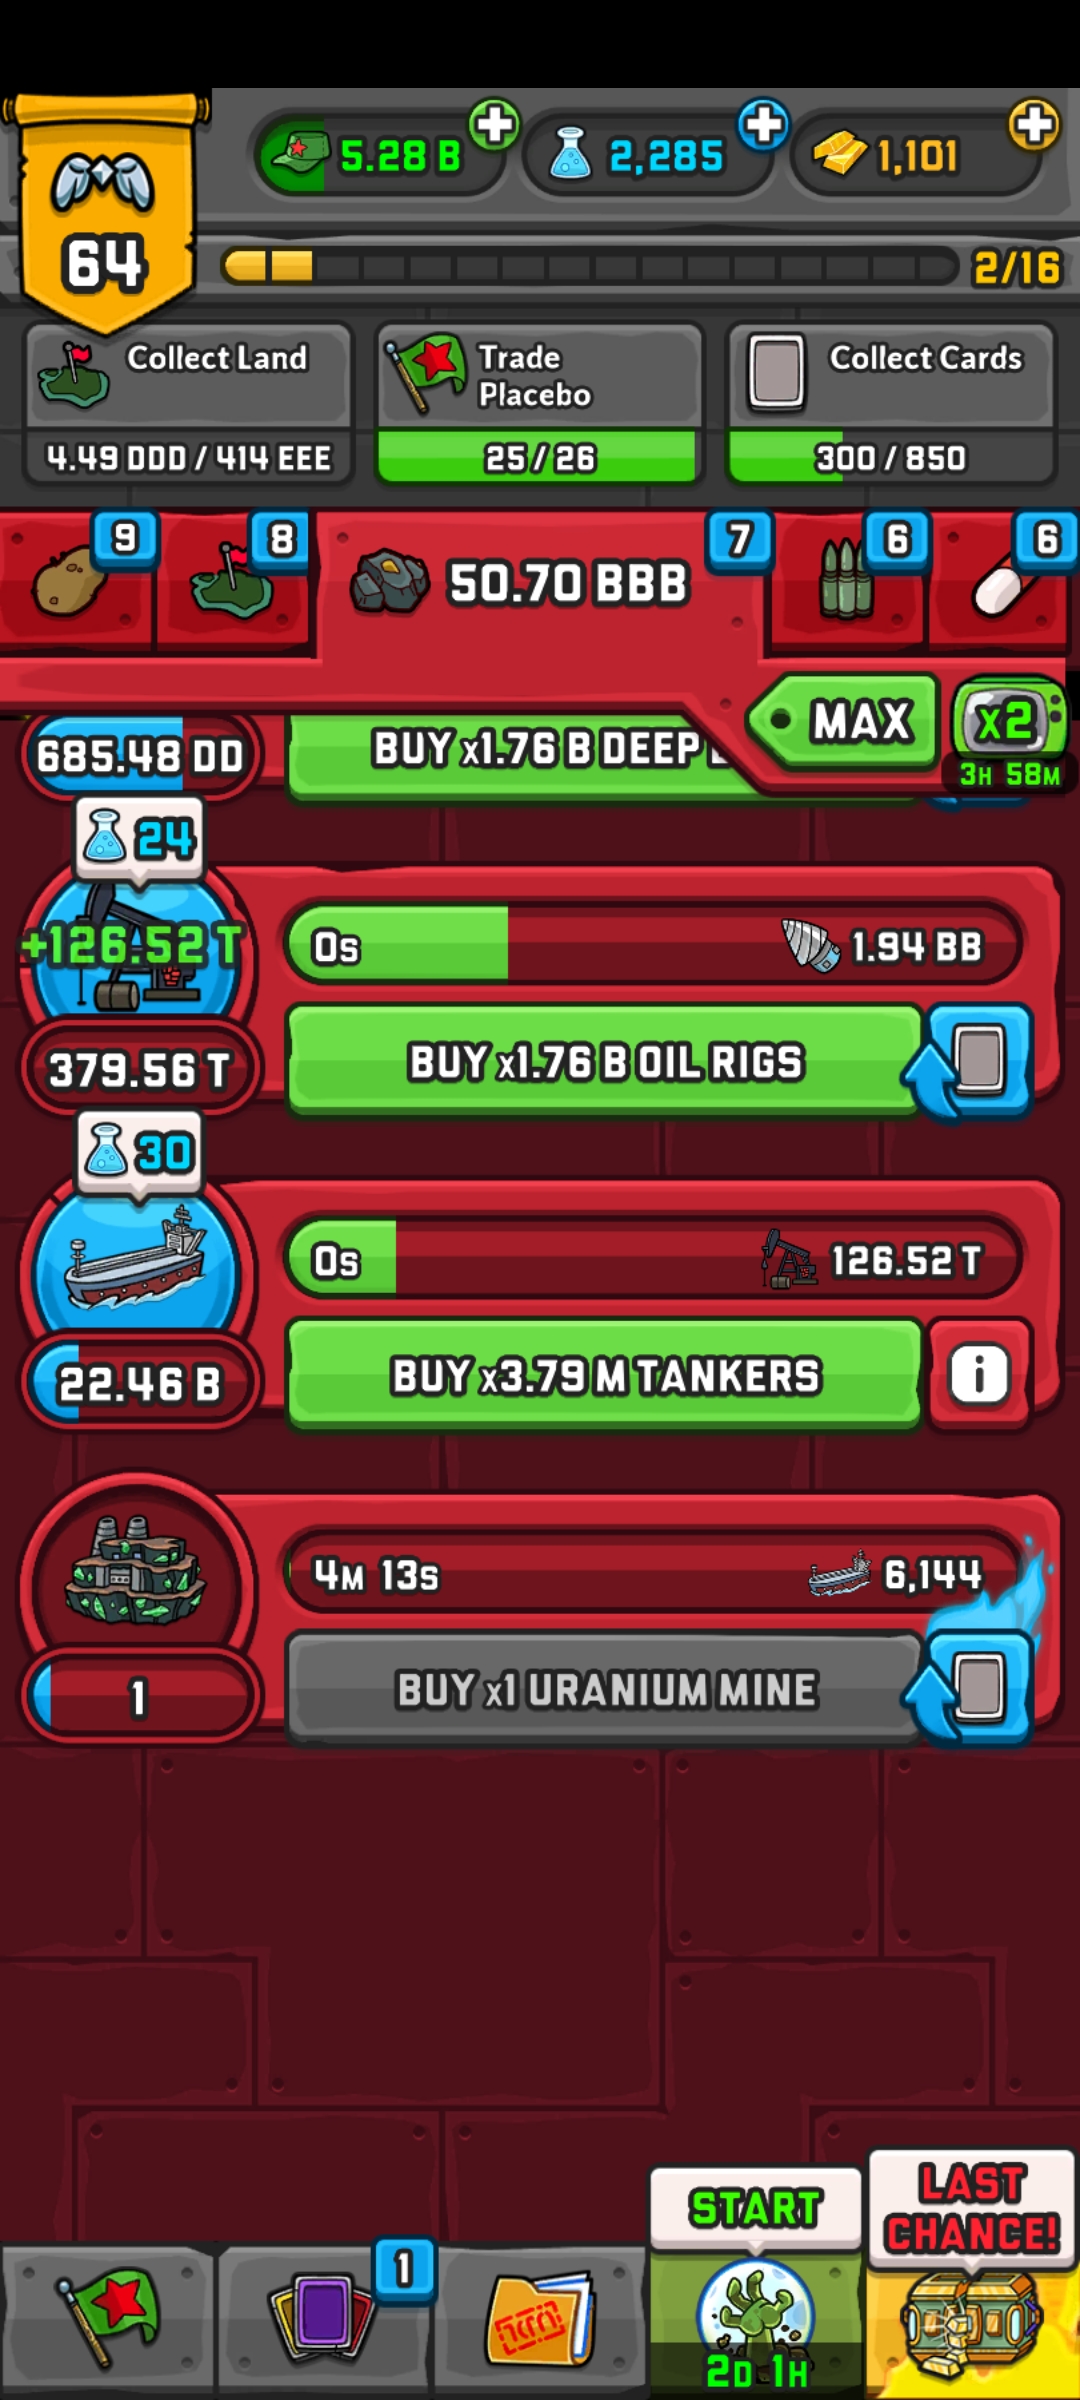 5.28 B
2,285
1,101
64
2/16
Collect Land
4.49 DDD / 414 EEE
Trade
Placebo
25 / 26
Collect Cards
300 / 850
9
8
50.70 BBB
7
6
6
MAX
x2
3H 58M
685.48 DD
BUY x1.76 B DEEP
24
+126.52 T
0s
1.94 BB
379.56 T
BUY x1.76 B OIL RIGS
30
0s
126.52 T
22.46 B
BUY x3.79 M TANKERS
i
4M 13s
6,144
1
BUY x1 URANIUM MINE
START
LAST
CHANCE!
1
2D 1H